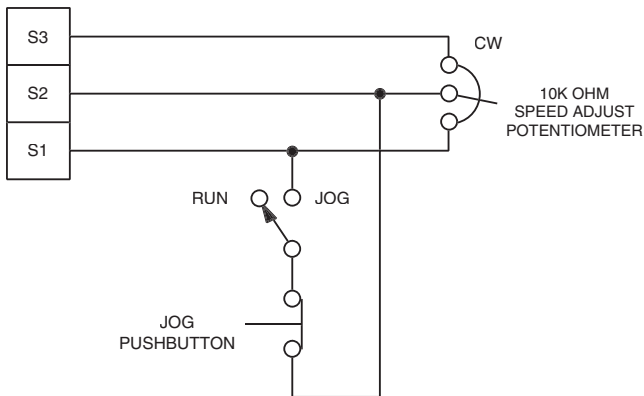 S3
CW
S2
10K OHM
SPEED ADJUST
POTENTIOMETER
S1
RUN
JOG
JOG
PUSHBUTTON